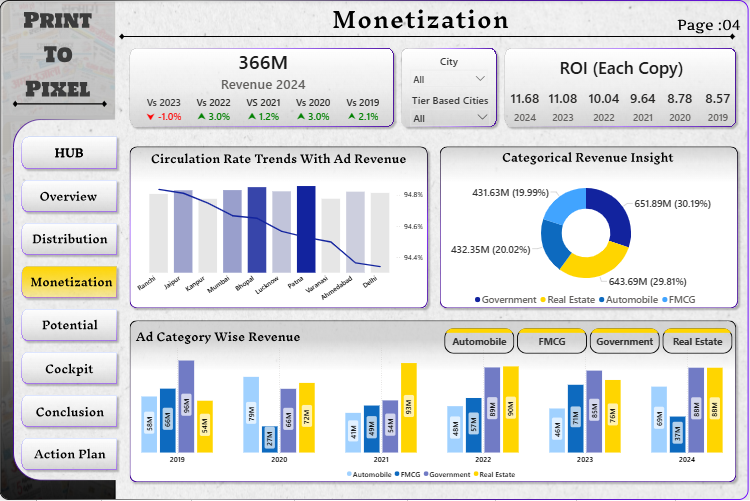 PRINT
TO
PIXEL
Monetization
Page :04
HUB
Overview
Distribution
Monetization
Potential
Cockpit
Conclusion
Action Plan
366M
Revenue 2024
Vs 2023 Vs 2022 Vs 2021 Vs 2020 Vs 2019
-1.0% 3.0% 1.2% 3.0% 2.1%
City
All
Tier Based Cities
All
ROI (Each Copy)
11.68 11.08 10.04 9.64 8.78 8.57
2024 2023 2022 2021 2020 2019
Circulation Rate Trends With Ad Revenue
94.8%
94.6%
94.4%
Ranchi Jaipur Kanpur Mumbai Bhopal Lucknow Patna Varanasi Ahmedabad Delhi
Categorical Revenue Insight
431.63M (19.99%)
651.89M (30.19%)
432.35M (20.02%)
643.69M (29.81%)
Government Real Estate Automobile FMCG
Ad Category Wise Revenue
Automobile FMCG Government Real Estate
58M 66M 96M 54M
79M 27M 66M 72M
41M 49M 54M 93M
48M 57M 89M 90M
46M 71M 85M 76M
69M 37M 88M 88M
2019 2020 2021 2022 2023 2024
Automobile FMCG Government Real Estate